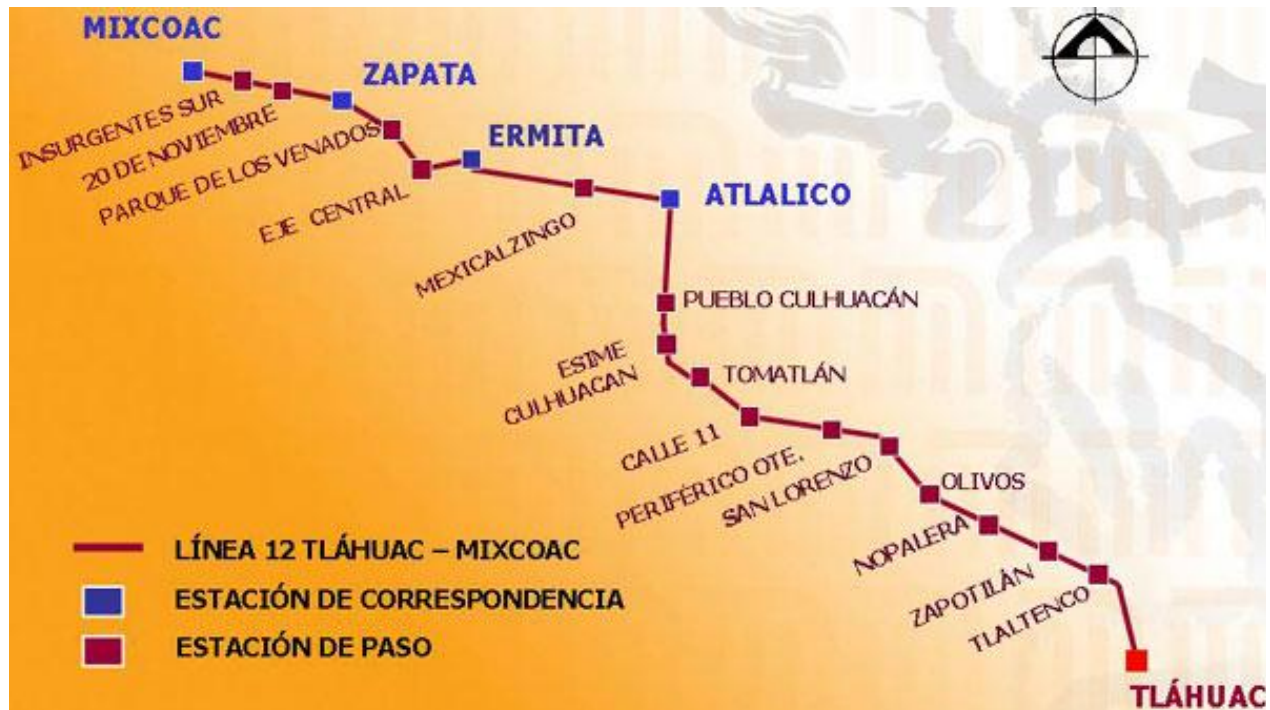 MIXCOAC
INSURGENTES SUR
20 DE NOVIEMBRE
ZAPATA
PARQUE DE LOS VENADOS
EJE CENTRAL
ERMITA
MEXICALZINGO
ATLALICO
PUEBLO CULHUACÁN
ESIME
CULHUACAN
TOMATLÁN
CALLE 11
PERIFÉRICO OTE.
SAN LORENZO
OLIVOS
NOPALERA
ZAPOTILÁN
TLALTENCO
TLÁHUAC
LÍNEA 12 TLÁHUAC – MIXCOAC
ESTACIÓN DE CORRESPONDENCIA
ESTACIÓN DE PASO